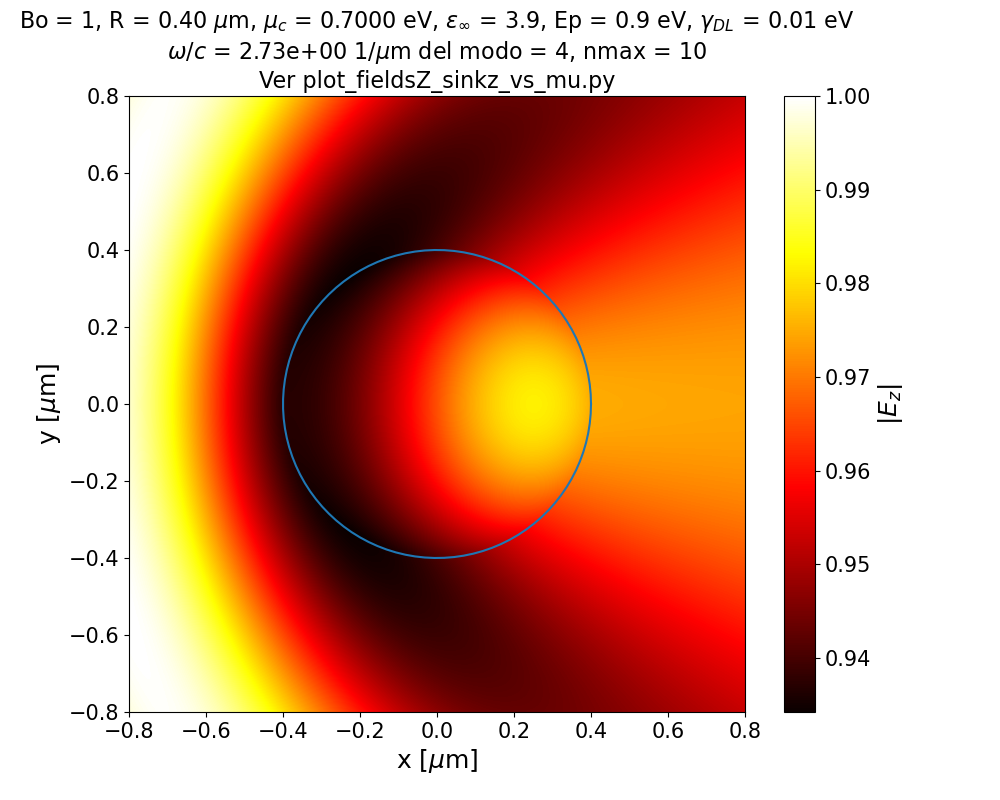 Bo = 1, R = 0.40 μm, μc = 0.7000 eV, ε∞ = 3.9, Ep = 0.9 eV, γDL = 0.01 eV
ω/c = 2.73e+00 1/μm del modo = 4, nmax = 10
Ver plot_fieldsZ_sinkz_vs_mu.py
0.8
0.6
0.4
0.2
0.0
−0.2
−0.4
−0.6
−0.8
y [μm]
−0.8 −0.6 −0.4 −0.2 0.0 0.2 0.4 0.6 0.8
x [μm]
1.00
0.99
0.98
0.97
0.96
0.95
0.94
|Ez|